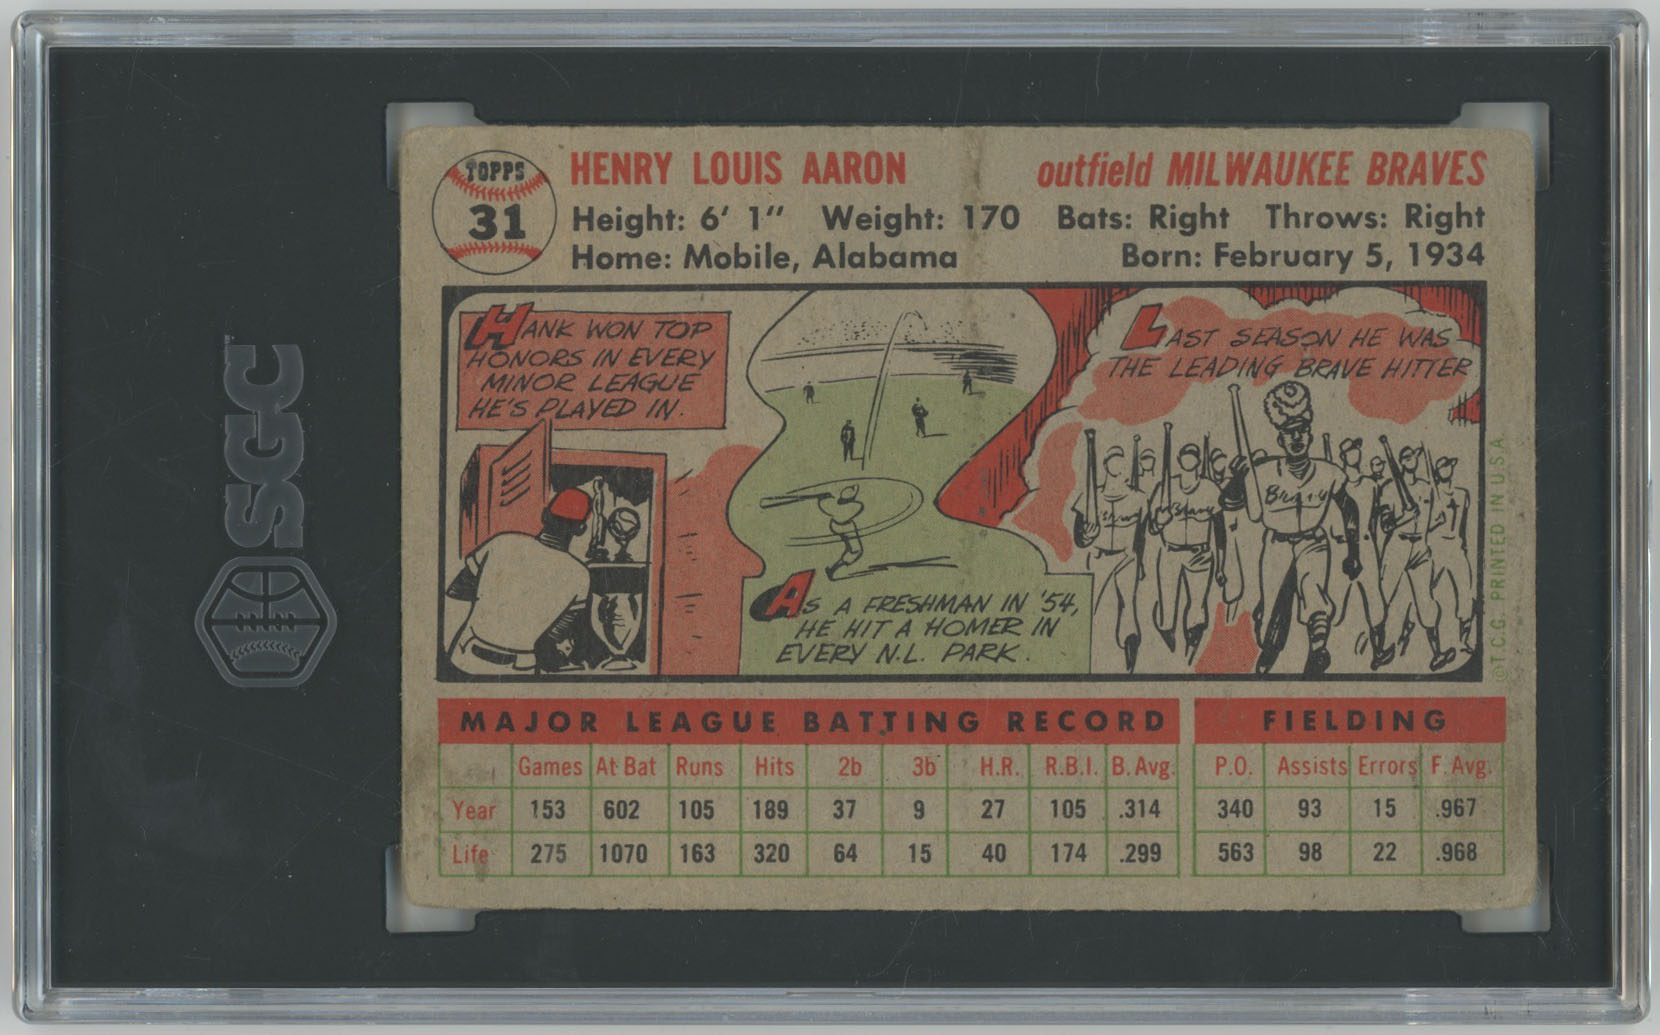 TOPPS
31
HENRY LOUIS AARON
outfield MILWAUKEE BRAVES
Height: 6' 1" Weight: 170 Bats: Right Throws: Right
Home: Mobile, Alabama
Born: February 5, 1934
HANK WON TOP
HONORS IN EVERY
MINOR LEAGUE
HE'S PLAYED IN.
AS A FRESHMAN IN '54,
HE HIT A HOMER IN
EVERY N.L. PARK.
LAST SEASON HE WAS
THE LEADING BRAVE HITTER
Braves
©T.C.G. PRINTED IN U.S.A.
SGC
MAJOR LEAGUE BATTING RECORD
FIELDING
Games At Bat Runs Hits 2b 3b H.R. R.B.I. B. Avg. P.O. Assists Errors F. Avg.
Year 153 602 105 189 37 9 27 105 .314 340 93 15 .967
Life 275 1070 163 320 64 15 40 174 .299 563 98 22 .968